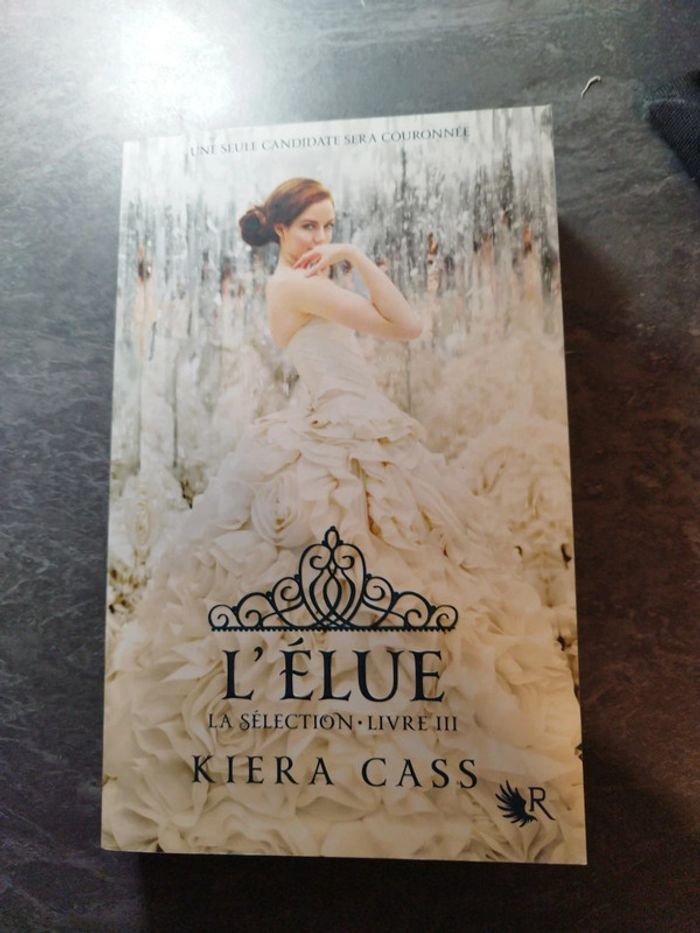 UNE SEULE CANDIDATE SERA COURONNÉE
L'ÉLUE
LA SÉLECTION • LIVRE III
KIERA CASS
R